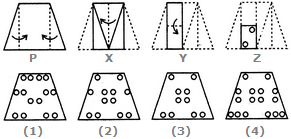 P X Y Z
(1) (2) (3) (4)